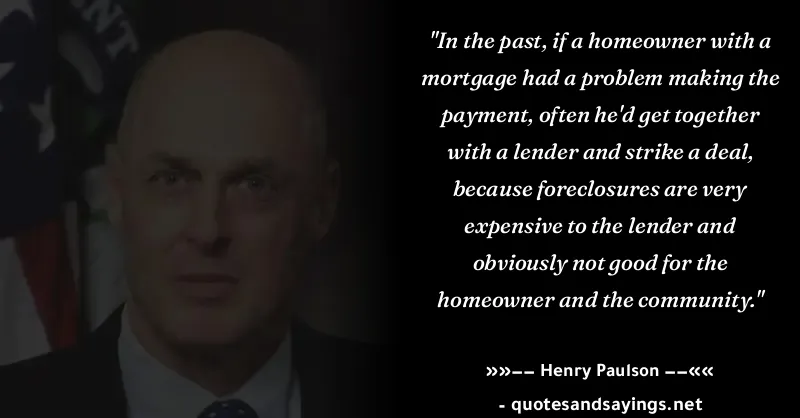 "In the past, if a homeowner with a
mortgage had a problem making the
payment, often he'd get together
with a lender and strike a deal,
because foreclosures are very
expensive to the lender and
obviously not good for the
homeowner and the community."
»»–– Henry Paulson ––««
- quotesandsayings.net